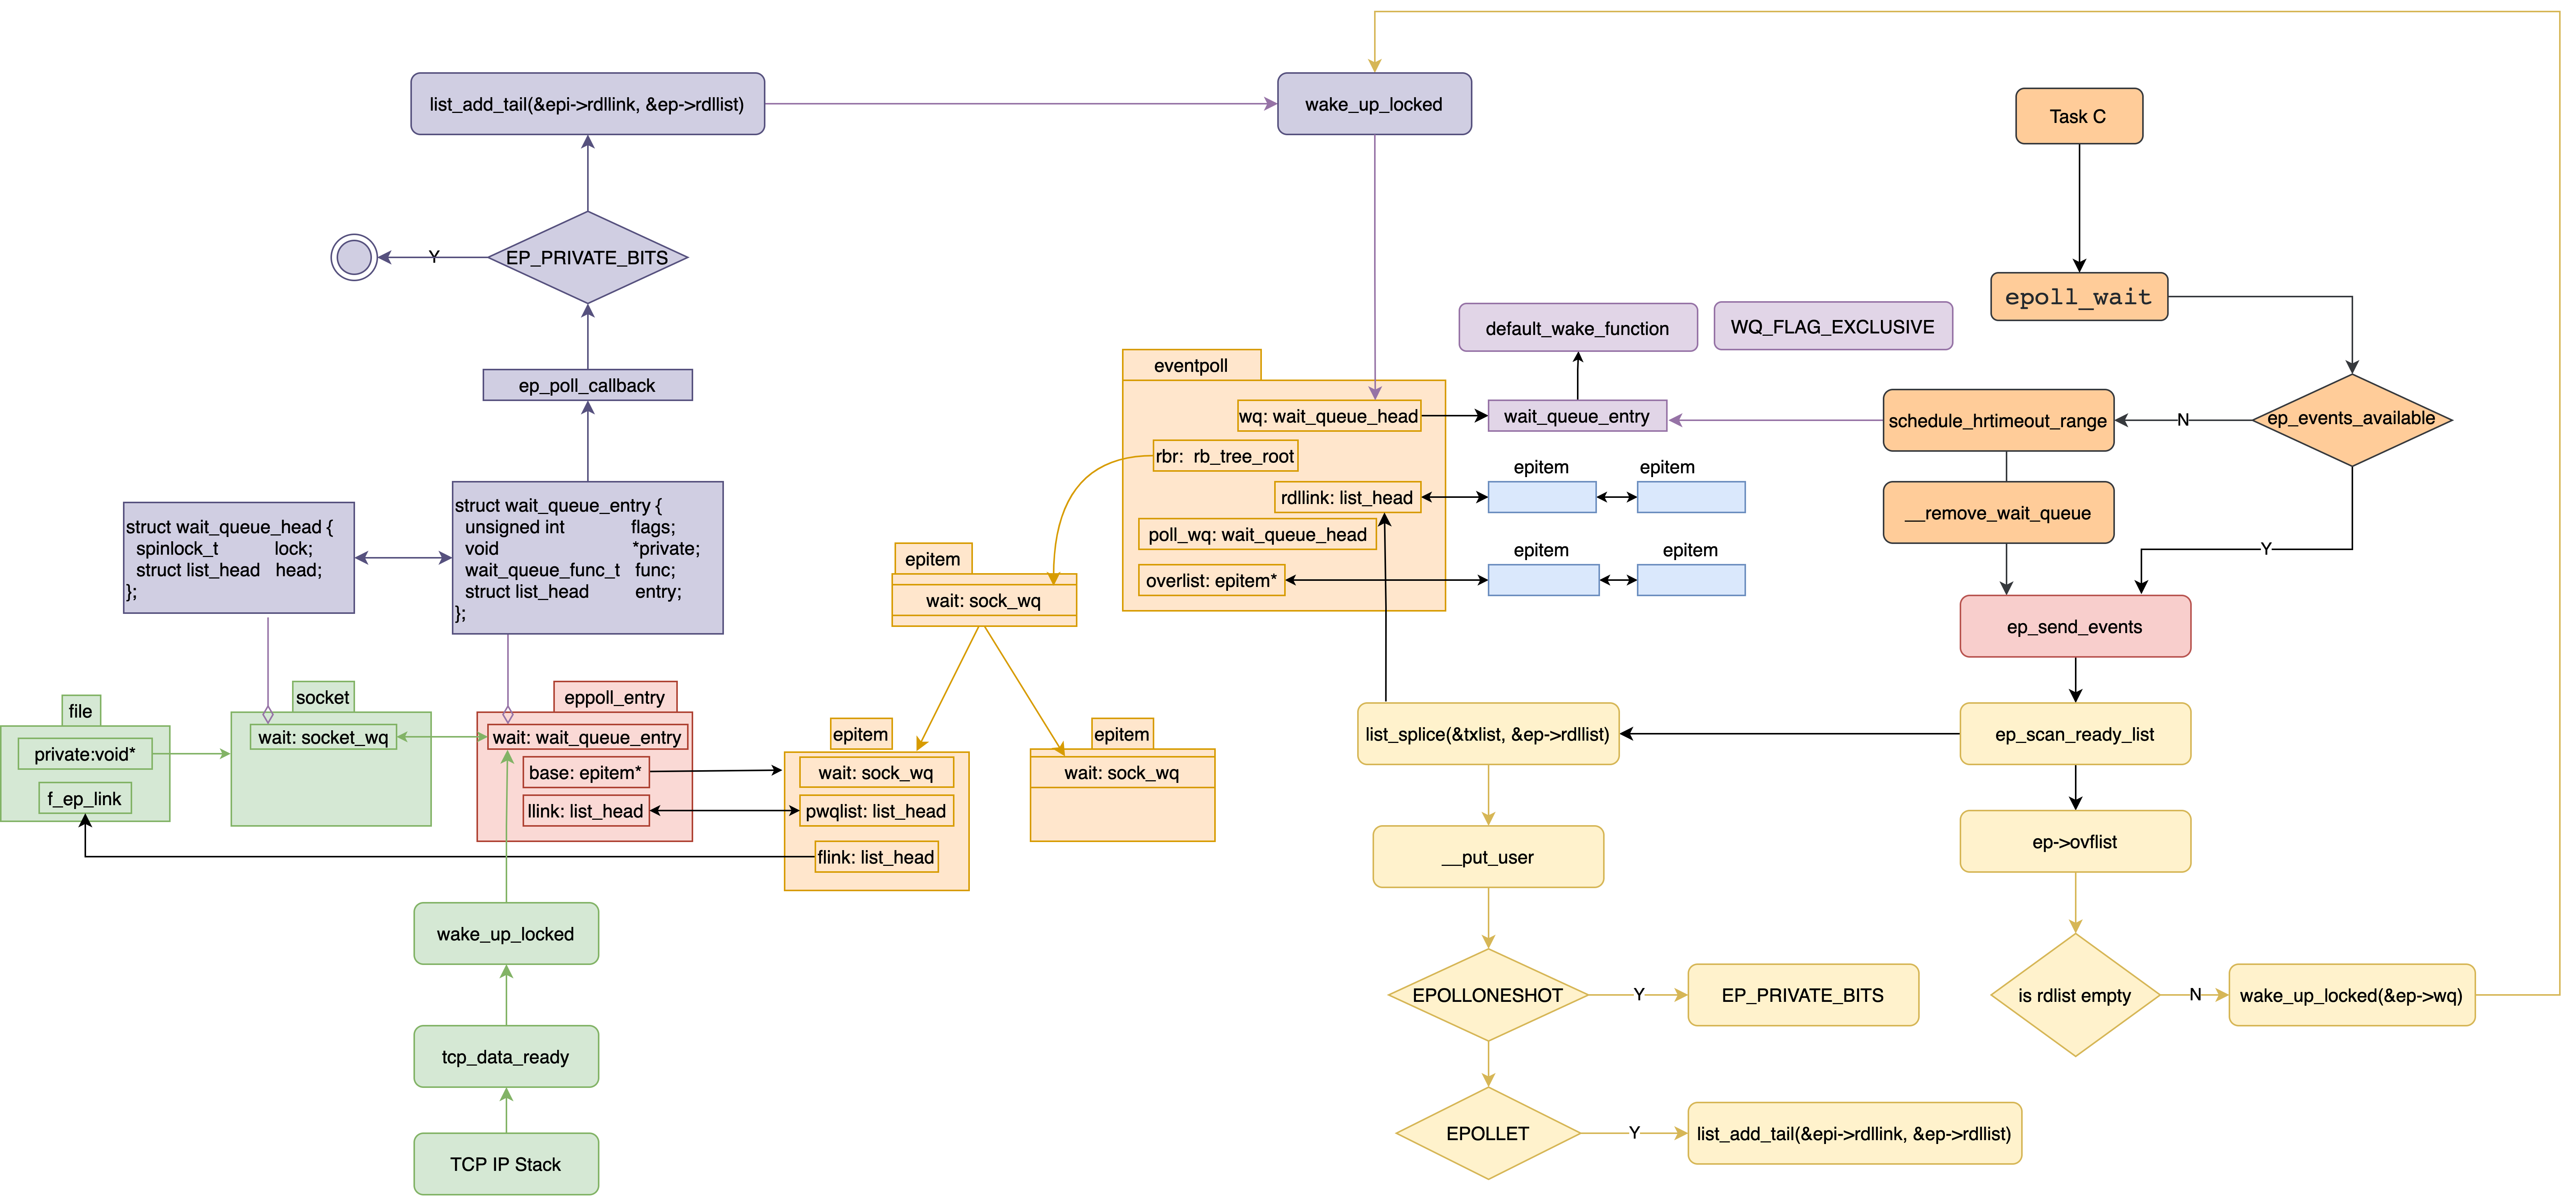 list_add_tail(&epi->rdllink, &ep->rdllist)
wake_up_locked
Task C
EP_PRIVATE_BITS
Y
epoll_wait
default_wake_function
WQ_FLAG_EXCLUSIVE
ep_poll_callback
eventpoll
wq: wait_queue_head
wait_queue_entry
schedule_hrtimeout_range
N
ep_events_available
rbr: rb_tree_root
epitem
epitem
rdllink: list_head
struct wait_queue_head {
spinlock_t lock;
struct list_head head;
};
struct wait_queue_entry {
unsigned int flags;
void *private;
wait_queue_func_t func;
struct list_head entry;
};
__remove_wait_queue
poll_wq: wait_queue_head
epitem
epitem
Y
overlist: epitem*
epitem
wait: sock_wq
ep_send_events
file
private:void*
f_ep_link
socket
wait: socket_wq
eppoll_entry
wait: wait_queue_entry
base: epitem*
llink: list_head
epitem
wait: sock_wq
pwqlist: list_head
flink: list_head
epitem
wait: sock_wq
list_splice(&txlist, &ep->rdllist)
ep_scan_ready_list
__put_user
ep->ovflist
wake_up_locked
EPOLLONESHOT
Y
EP_PRIVATE_BITS
is rdlist empty
N
wake_up_locked(&ep->wq)
tcp_data_ready
EPOLLET
Y
list_add_tail(&epi->rdllink, &ep->rdllist)
TCP IP Stack